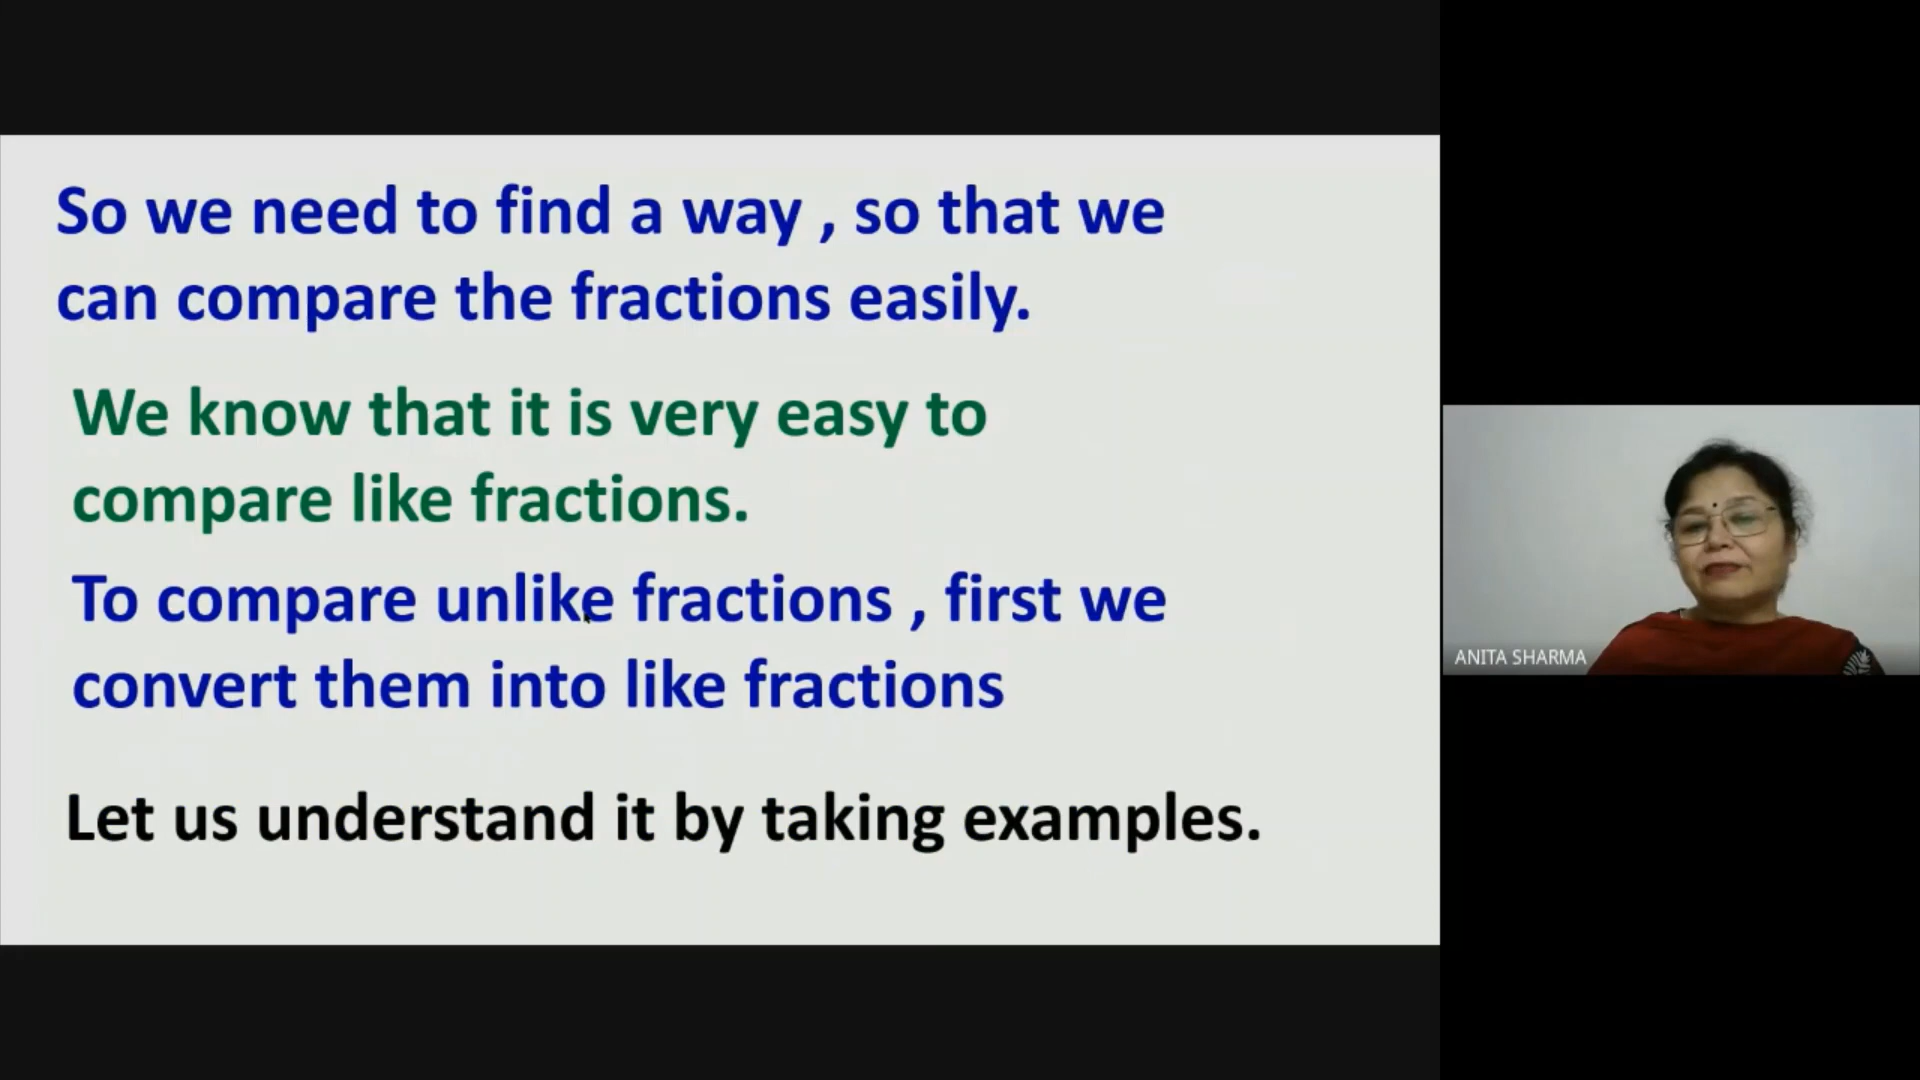 So we need to find a way , so that we
can compare the fractions easily.
We know that it is very easy to
compare like fractions.
To compare unlike fractions , first we
convert them into like fractions
Let us understand it by taking examples.
ANITA SHARMA